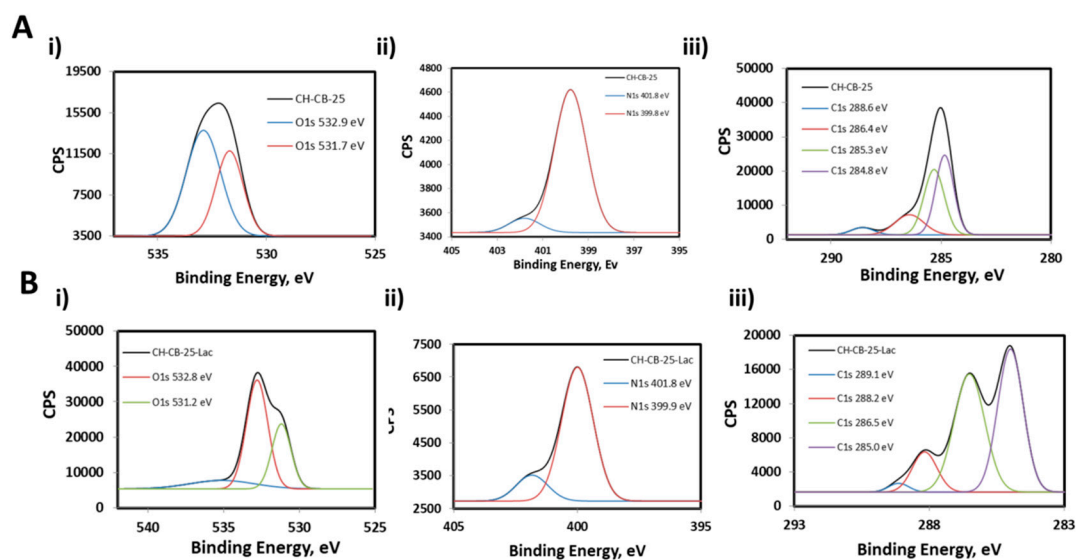 A
i)
19500
15500
11500
7500
3500
CPS
CH-CB-25
O1s 532.9 eV
O1s 531.7 eV
535
530
525
Binding Energy, eV
ii)
4800
4600
4400
4200
4000
3800
3600
3400
CPS
CH-CB-25
N1s 401.8 eV
N1s 399.8 eV
405
403
401
399
397
395
Binding Energy, Ev
iii)
50000
40000
30000
20000
10000
0
CPS
CH-CB-25
C1s 288.6 eV
C1s 286.4 eV
C1s 285.3 eV
C1s 284.8 eV
290
285
280
Binding Energy, eV
B
i)
50000
40000
30000
20000
10000
0
CPS
CH-CB-25-Lac
O1s 532.8 eV
O1s 531.2 eV
540
535
530
525
Binding Energy, eV
ii)
7500
6500
5500
4500
3500
2500
CPS
CH-CB-25-Lac
N1s 401.8 eV
N1s 399.9 eV
405
400
395
Binding Energy, eV
iii)
20000
16000
12000
8000
4000
0
CPS
CH-CB-25-Lac
C1s 289.1 eV
C1s 288.2 eV
C1s 286.5 eV
C1s 285.0 eV
293
288
283
Binding Energy, eV